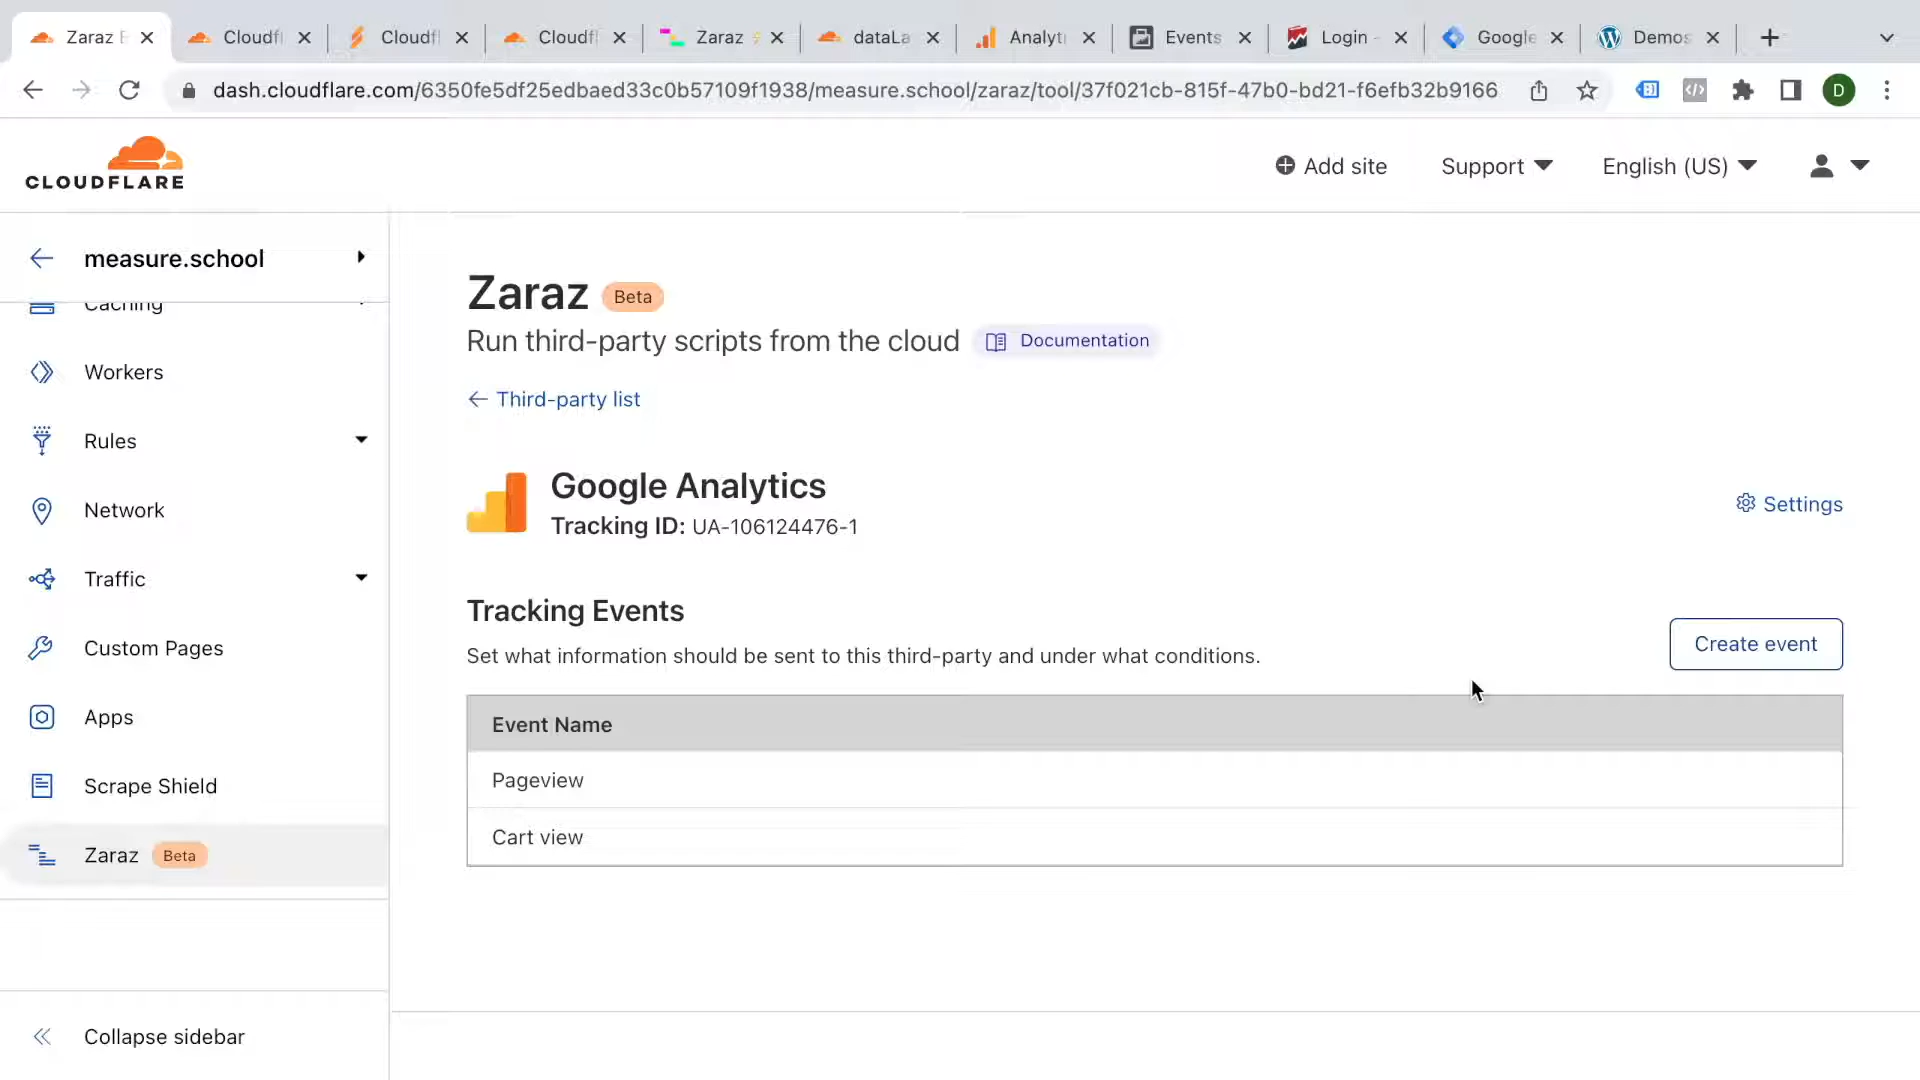 Zaraz
Cloudfl
Cloudfl
Cloudfl
Zaraz
dataLa
Analyti
Events
Login -
Google
Demos
dash.cloudflare.com/6350fe5df25edbaed33c0b57109f1938/measure.school/zaraz/tool/37f021cb-815f-47b0-bd21-f6efb32b9166
D
CLOUDFLARE
Add site
Support
English (US)
measure.school
Caching
Workers
Rules
Network
Traffic
Custom Pages
Apps
Scrape Shield
Zaraz Beta
Collapse sidebar
Zaraz Beta
Run third-party scripts from the cloud Documentation
Third-party list
Google Analytics
Tracking ID: UA-106124476-1
Settings
Tracking Events
Set what information should be sent to this third-party and under what conditions.
Create event
Event Name
Pageview
Cart view